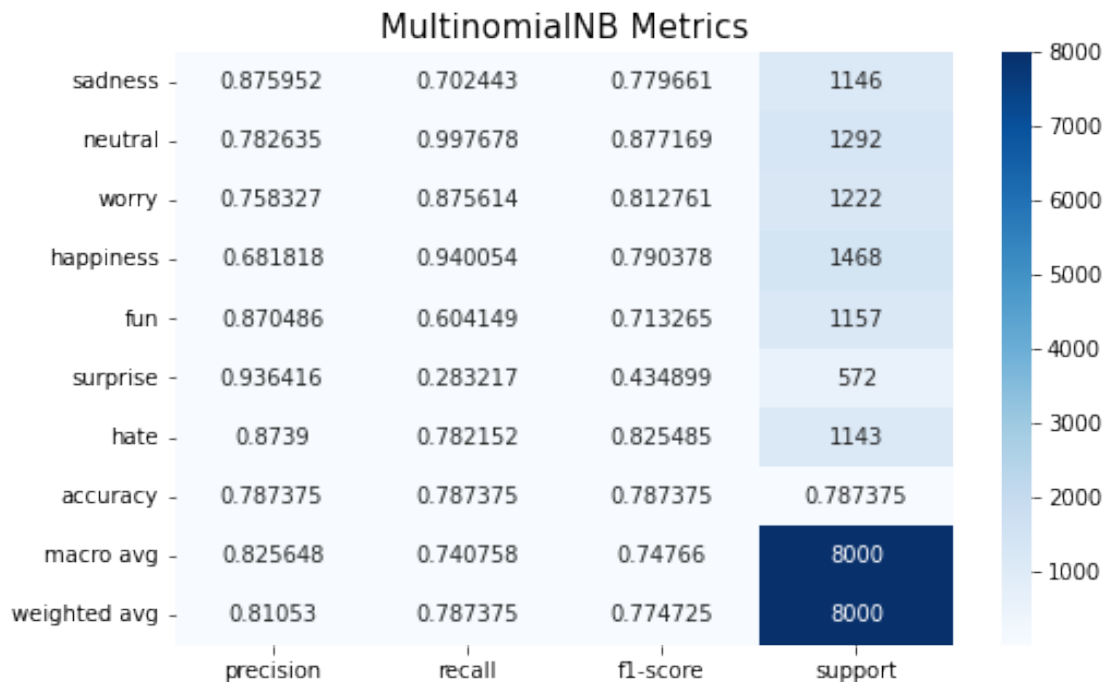 MultinomialNB Metrics
sadness 0.875952 0.702443 0.779661 1146
neutral 0.782635 0.997678 0.877169 1292
worry 0.758327 0.875614 0.812761 1222
happiness 0.681818 0.940054 0.790378 1468
fun 0.870486 0.604149 0.713265 1157
surprise 0.936416 0.283217 0.434899 572
hate 0.8739 0.782152 0.825485 1143
accuracy 0.787375 0.787375 0.787375 0.787375
macro avg 0.825648 0.740758 0.74766 8000
weighted avg 0.81053 0.787375 0.774725 8000
precision recall f1-score support
8000
7000
6000
5000
4000
3000
2000
1000